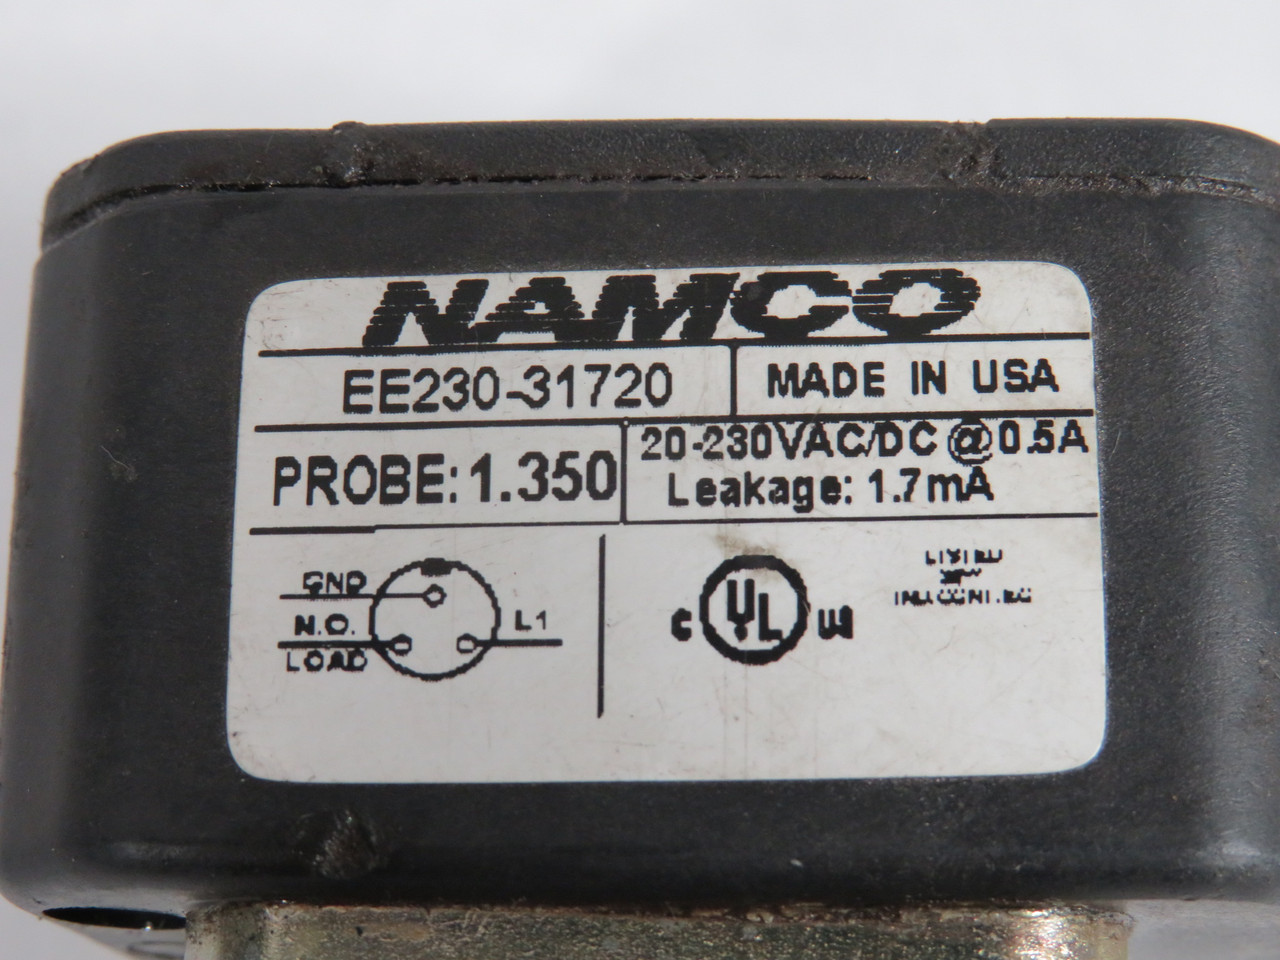 NAMCO
EE230-31720
MADE IN USA
PROBE: 1.350
20-230VAC/DC @ 0.5A
Leakage: 1.7mA
GND
N.O.
LOAD
L1
C UL
LISTED